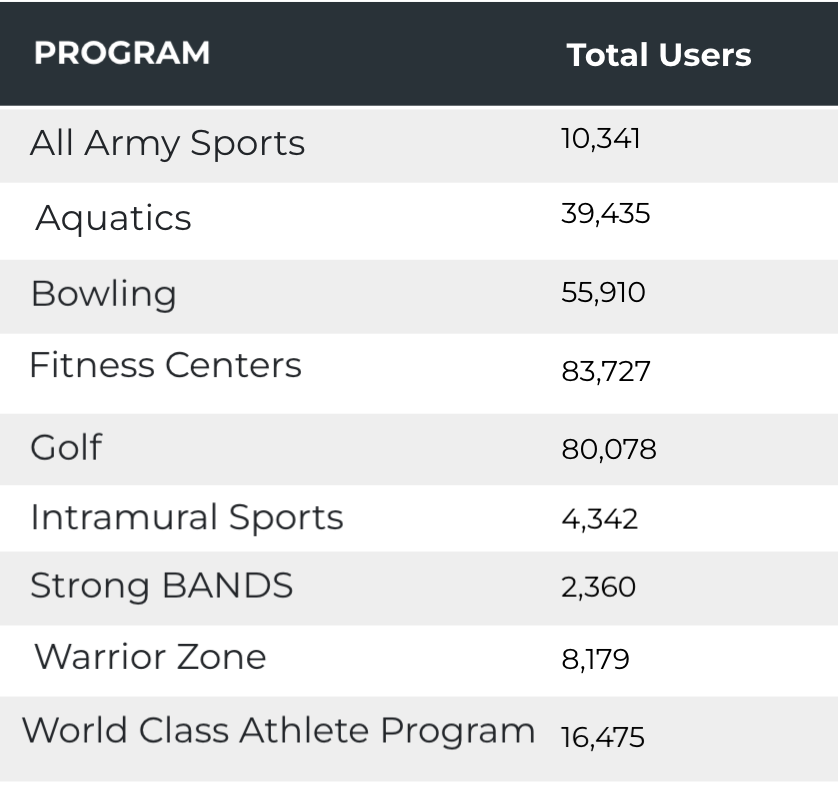 PROGRAM Total Users
All Army Sports 10,341
Aquatics 39,435
Bowling 55,910
Fitness Centers 83,727
Golf 80,078
Intramural Sports 4,342
Strong BANDS 2,360
Warrior Zone 8,179
World Class Athlete Program 16,475